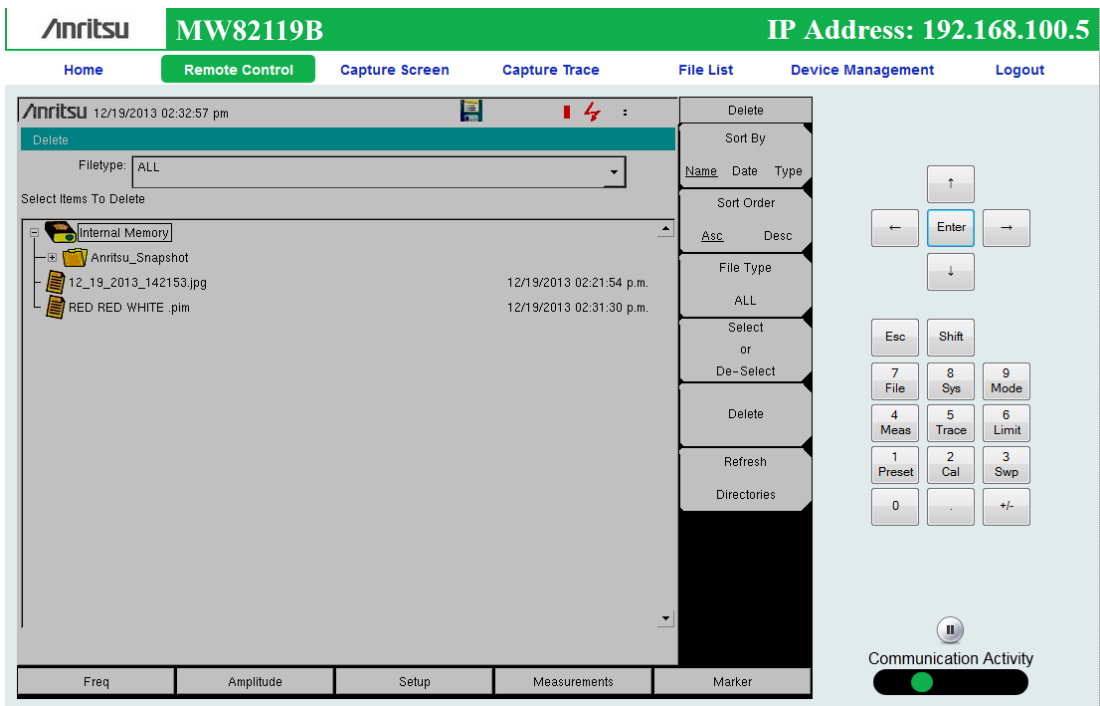 Anritsu MW82119B IP Address: 192.168.100.5
Home Remote Control Capture Screen Capture Trace File List Device Management Logout
Anritsu 12/19/2013 02:32:57 pm
Delete
Filetype: ALL
Select Items To Delete
Internal Memory
Anritsu_Snapshot
12_19_2013_142153.jpg 12/19/2013 02:21:54 p.m.
RED RED WHITE .pim 12/19/2013 02:31:30 p.m.
Delete
Sort By
Name Date Type
Sort Order
Asc Desc
File Type
ALL
Select
or
De-Select
Delete
Refresh
Directories
Freq Amplitude Setup Measurements Marker
↑
← Enter →
↓
Esc Shift
7 8 9
File Sys Mode
4 5 6
Meas Trace Limit
1 2 3
Preset Cal Swp
0 . +/-
Communication Activity